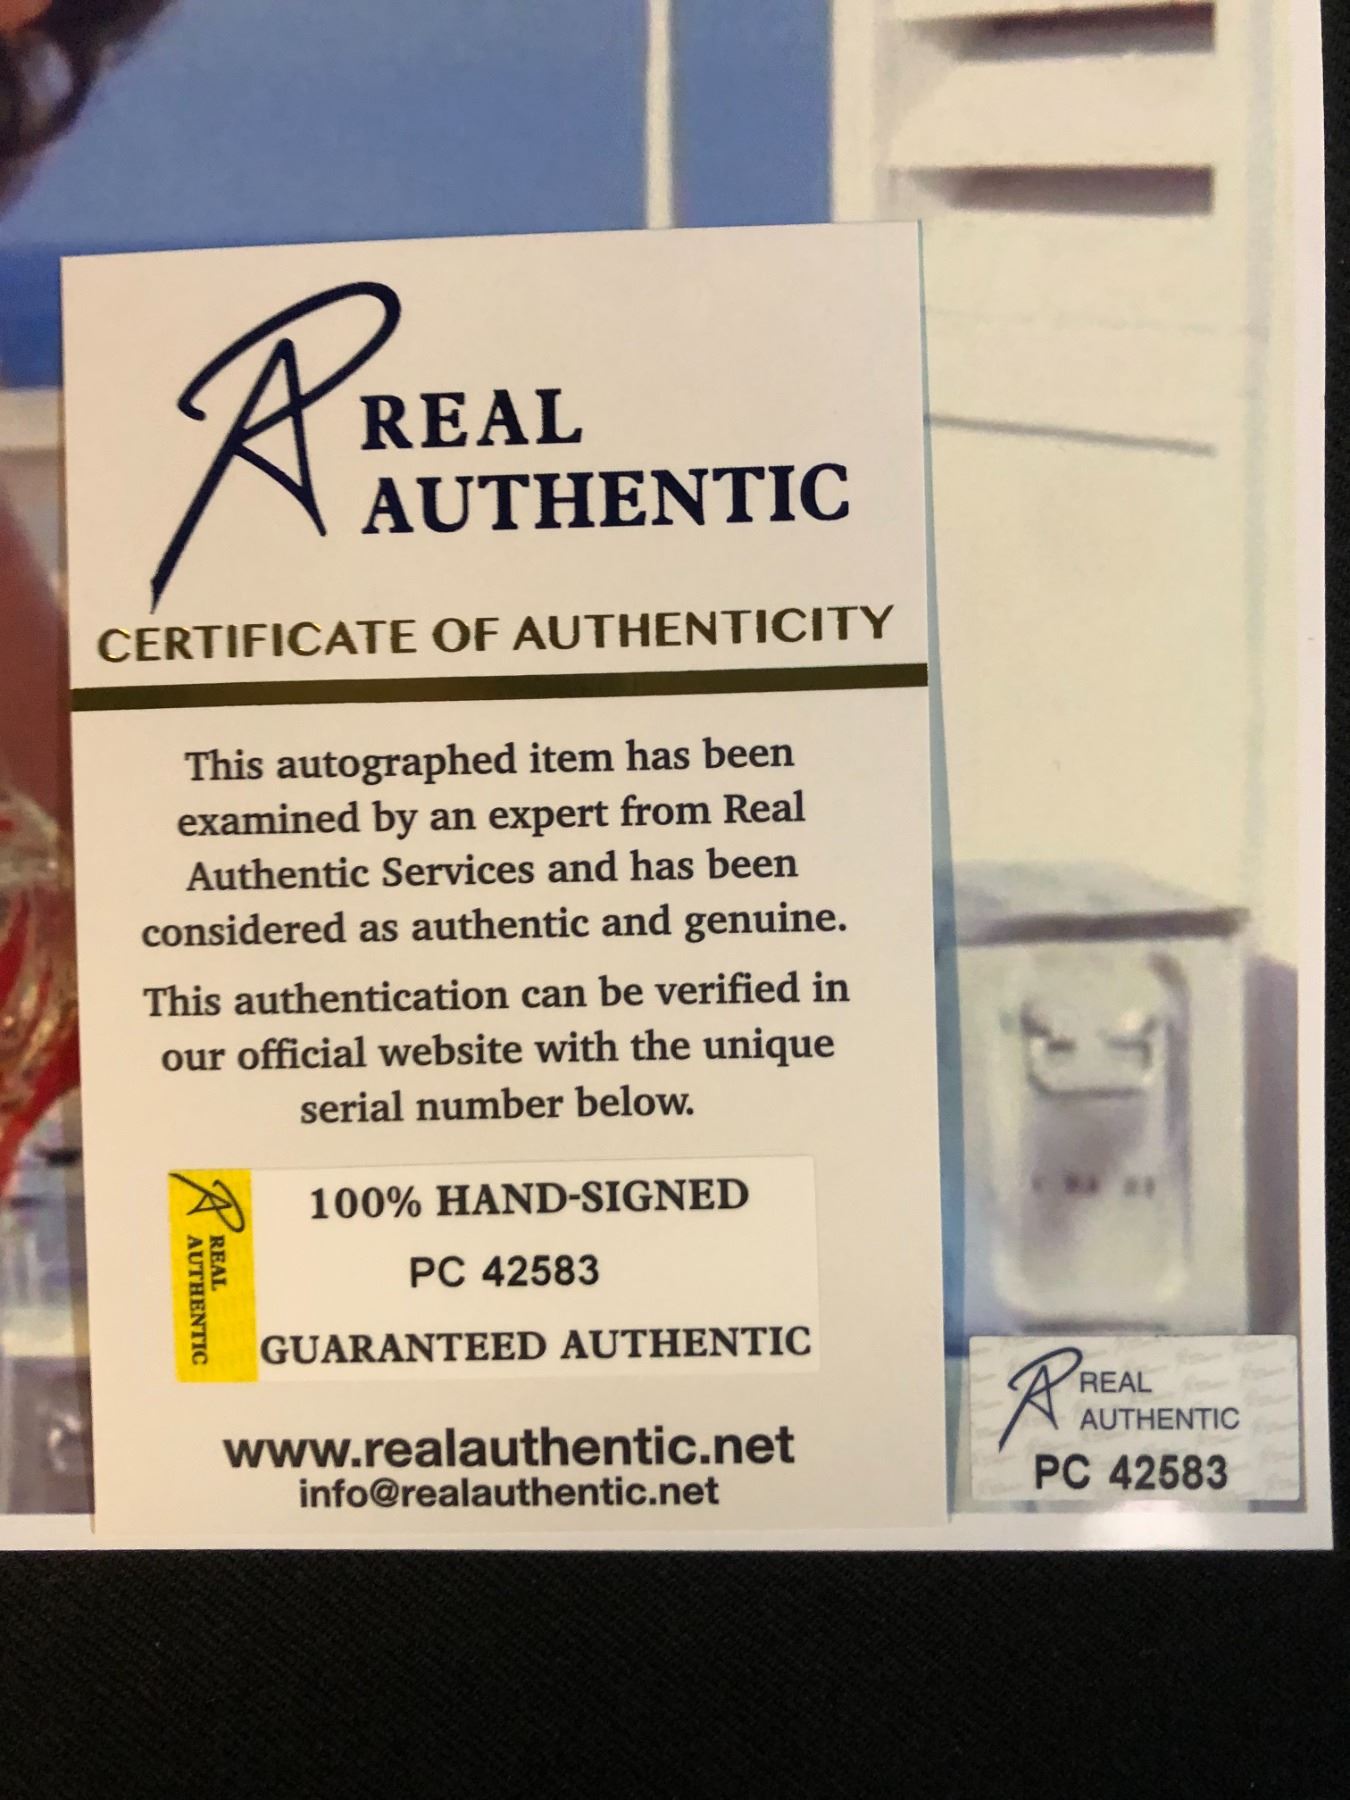 REAL
AUTHENTIC
CERTIFICATE OF AUTHENTICITY
This autographed item has been
examined by an expert from Real
Authentic Services and has been
considered as authentic and genuine.
This authentication can be verified in
our official website with the unique
serial number below.
REAL
AUTHENTIC
100% HAND-SIGNED
PC 42583
GUARANTEED AUTHENTIC
www.realauthentic.net
info@realauthentic.net
REAL
AUTHENTIC
PC 42583